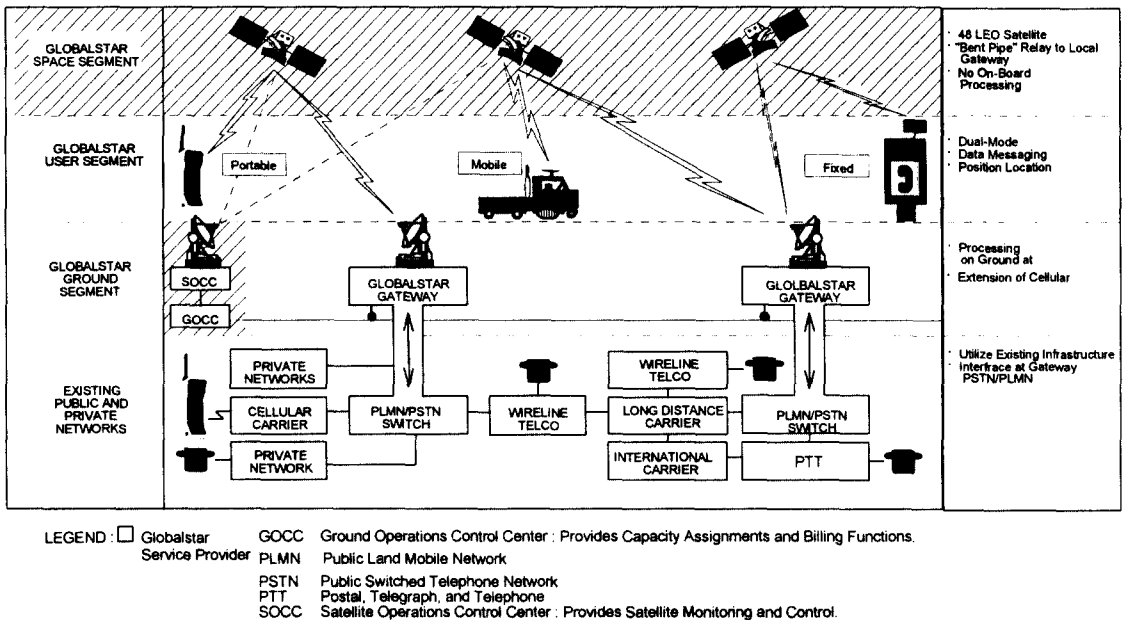 GLOBALSTAR
SPACE SEGMENT
· 48 LEO Satellite
· "Bent Pipe" Relay to Local
Gateway
· No On-Board
Processing
GLOBALSTAR
USER SEGMENT
Portable
Mobile
Fixed
· Dual-Mode
· Data Messaging
· Position Location
GLOBALSTAR
GROUND
SEGMENT
SOCC
GOCC
GLOBALSTAR
GATEWAY
GLOLBALSTAR
GATEWAY
· Processing
on Ground at
· Extension of Cellular
EXISTING
PUBLIC AND
PRIVATE
NETWORKS
PRIVATE
NETWORKS
CELLULAR
CARRIER
PRIVATE
NETWORK
PLMN/PSTN
SWITCH
WIRELINE
TELCO
WIRELINE
TELCO
LONG DISTANCE
CARRIER
INTERNATIONAL
CARRIER
PLMN/PSTN
SWITCH
PTT
· Utilize Existing Infrastructure
· Interfrace at Gateway
PSTN/PLMN
LEGEND : Globalstar
Service Provider
GOCC Ground Operations Control Center : Provides Capacity Assignments and Billing Functions.
PLMN Public Land Mobile Network
PSTN Public Switched Telephone Network
PTT Postal, Telegraph, and Telephone
SOCC Satellite Operations Control Center : Provides Satellite Monitoring and Control.